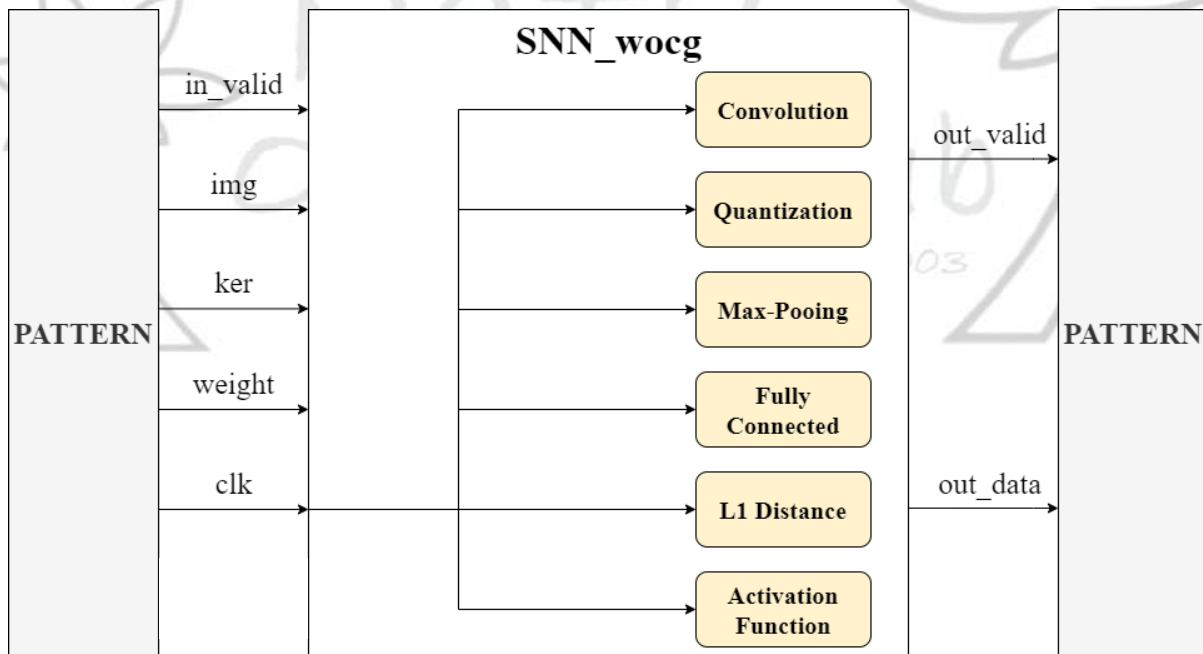 SNN_wocg
in_valid
Convolution
out_valid
img
Quantization
003
ker
Max-Pooing
PATTERN
PATTERN
weight
Fully
Connected
clk
L1 Distance
out_data
Activation
Function